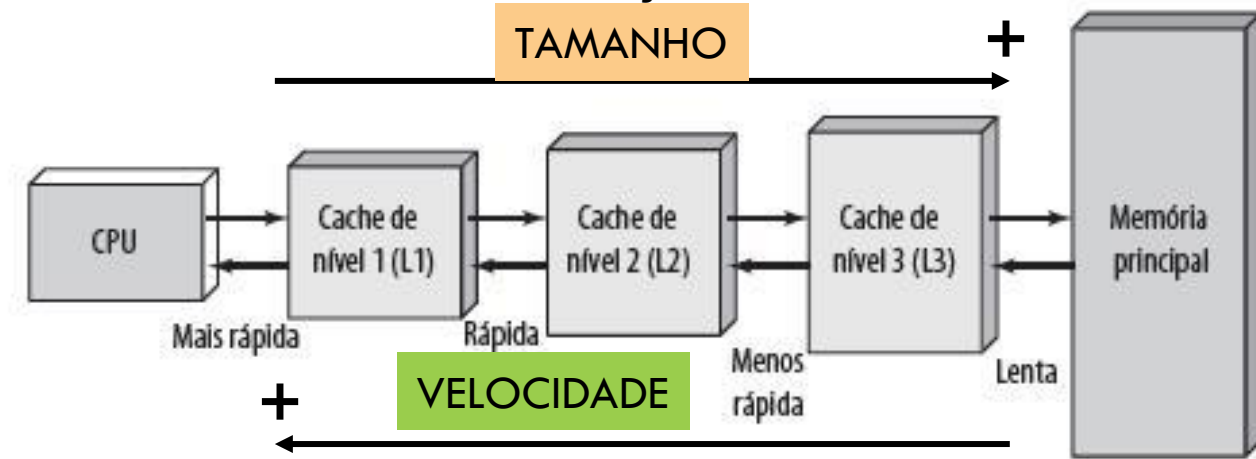 TAMANHO
+
CPU
Cache de
nível 1 (L1)
Cache de
nível 2 (L2)
Cache de
nível 3 (L3)
Memória
principal
Mais rápida
Rápida
Menos
rápida
Lenta
+
VELOCIDADE